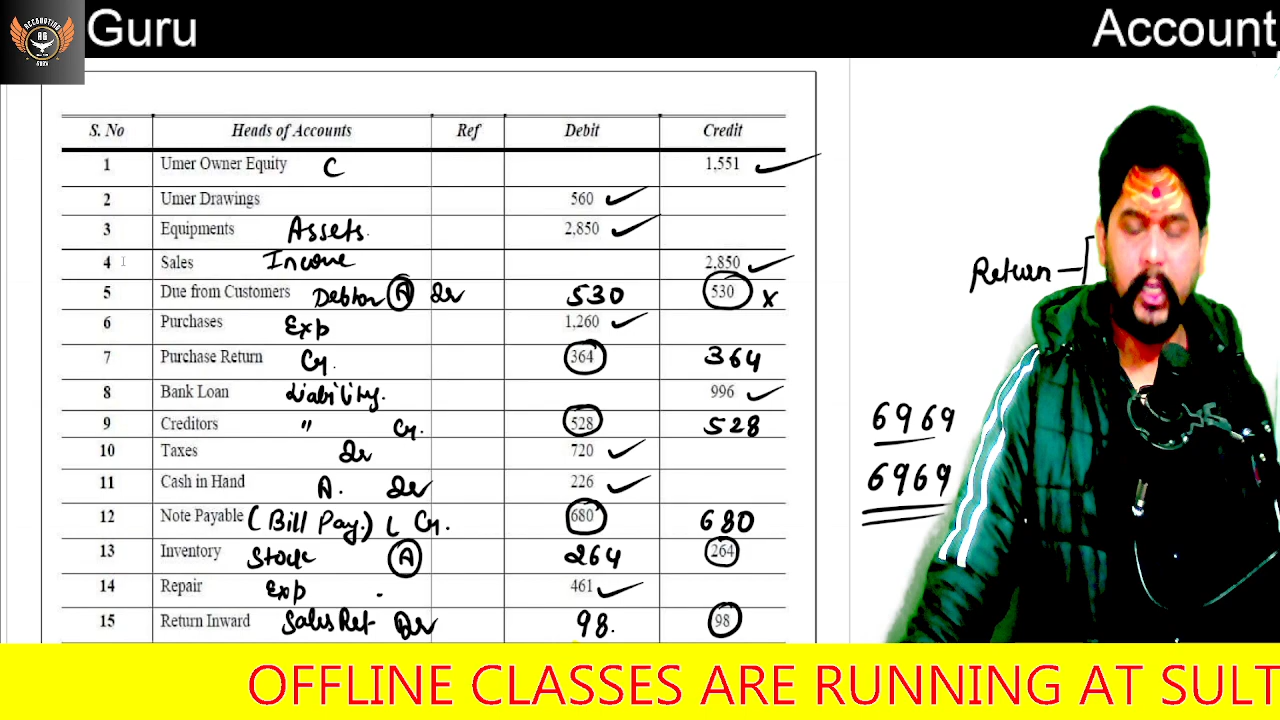 ACCOUNTING
AG
GURU
Guru Account
S. No Heads of Accounts Ref Debit Credit
1 Umer Owner Equity C 1,551
2 Umer Drawings 560
3 Equipments Assets. 2,850
4 Sales Income 2,850
5 Due from Customers Debtor A Dr 530 530 x
6 Purchases Exp 1,260
7 Purchase Return Cr. 364 364
8 Bank Loan Liability. 996
9 Creditors " Cr. 528 528
10 Taxes Dr 720
11 Cash in Hand A. Dr 226
12 Note Payable (Bill Pay.) L Cr. 680 680
13 Inventory Stock A 264 264
14 Repair Exp 461
15 Return Inward Sales Ret Dr 98. 98
Return
6969
6969
OFFLINE CLASSES ARE RUNNING AT SULT